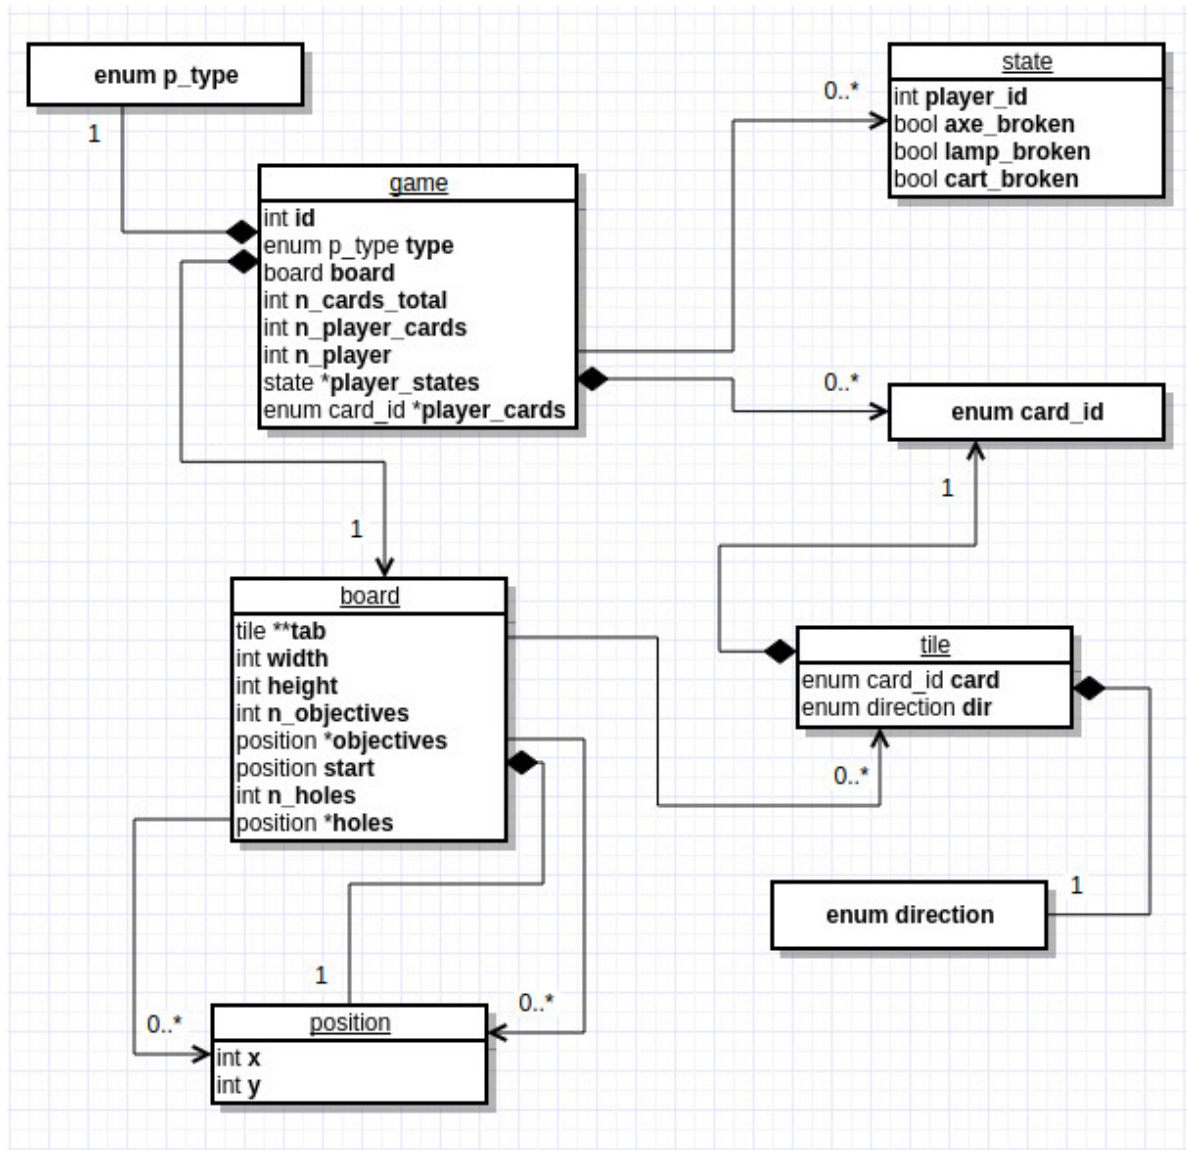 enum p_type
1
state
int player_id
bool axe_broken
bool lamp_broken
bool cart_broken
0..*
game
int id
enum p_type type
board board
int n_cards_total
int n_player_cards
int n_player
state *player_states
enum card_id *player_cards
0..*
enum card_id
1
1
board
tile **tab
int width
int height
int n_objectives
position *objectives
position start
int n_holes
position *holes
tile
enum card_id card
enum direction dir
0..*
enum direction
1
1
0..*
0..*
position
int x
int y